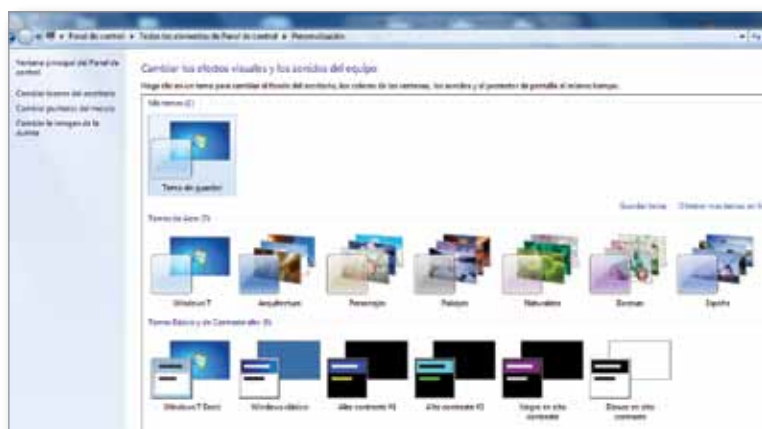 Panel de control ▸ Todos los elementos de Panel de control ▸ Personalización
Ventana principal del Panel de
control
Cambiar iconos del escritorio
Cambiar punteros del mouse
Cambiar la imagen de la
cuenta
Cambiar los efectos visuales y los sonidos del equipo
Haga clic en un tema para cambiar el fondo del escritorio, los colores de las ventanas, los sonidos y el protector de pantalla al mismo tiempo.
Mis temas (1)
Tema sin guardar
Guardar tema
Obtener más temas en
Temas de Aero (7)
Windows 7
Arquitectura
Personajes
Paisajes
Naturaleza
Escenas
España
Temas Básico y de Contraste alto (6)
Windows 7 Basic
Windows clásico
Alto contraste #1
Alto contraste #2
Negro en alto
contraste
Blanco en alto
contraste